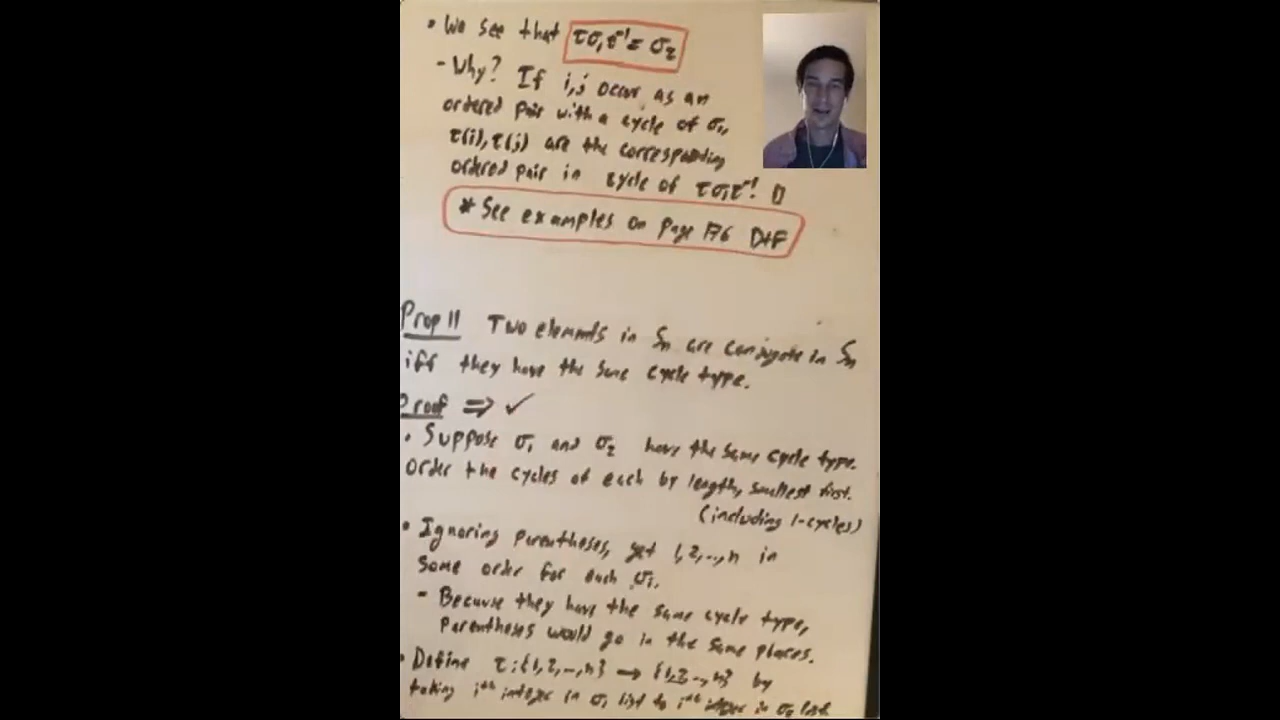 • We see that τσ₁τ⁻¹ = σ₂
- Why? If i,j occur as an
ordered pair with a cycle of σ₁,
τ(i), τ(j) are the corresponding
ordered pair in cycle of τσ₁τ⁻¹! □
* See examples on page 126 D+F
Prop 11 Two elements in Sₙ are conjugate in Sₙ
iff they have the same cycle type.
Proof ⇒ ✓
• Suppose σ₁ and σ₂ have the same cycle type.
Order the cycles of each by length, smallest first.
(including 1-cycles)
• Ignoring parentheses, get 1,2,..,n in
some order for each σᵢ.
- Because they have the same cycle type,
parentheses would go in the same places.
• Define τ:{1,2,..,n} → {1,2,..,n} by
taking iᵗʰ integer in σ₁ list to iᵗʰ integer in σ₂ list